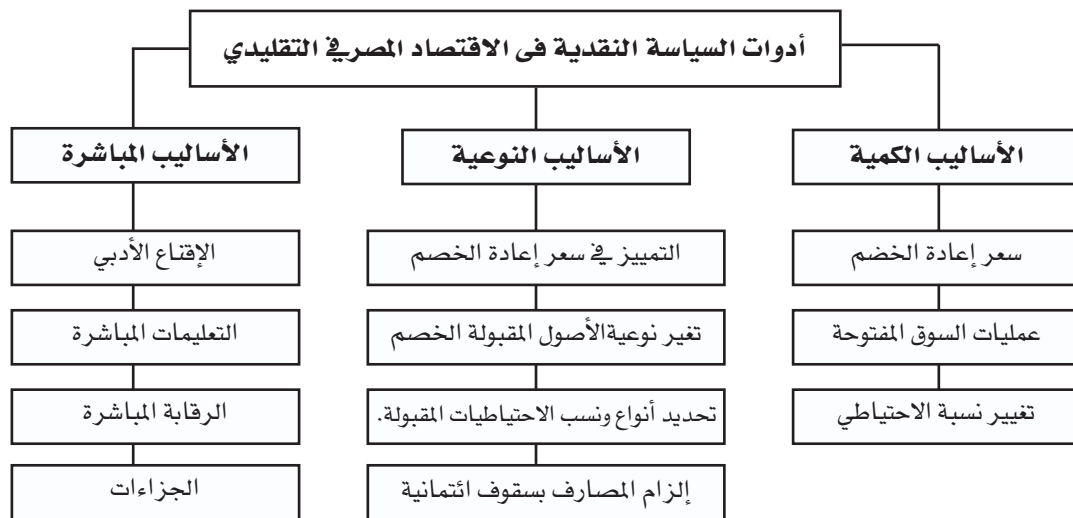 أدوات السياسة النقدية فى الاقتصاد المصرفي التقليدي
الأساليب الكمية
سعر إعادة الخضم
عمليات السوق المفتوحة
تغيير نسبة الاحتياطي
الأساليب النوعية
التمييز في سعر إعادة الخصم
تغير نوعيةالأصول المقبولة الخصم
تحديد أنواع ونسب الاحتياطيات المقبولة.
إلزام المصارف بسقوف ائتمانية
الأساليب المباشرة
الإقناع الأدبي
التعليمات المباشرة
الرقابة المباشرة
الجزاءات